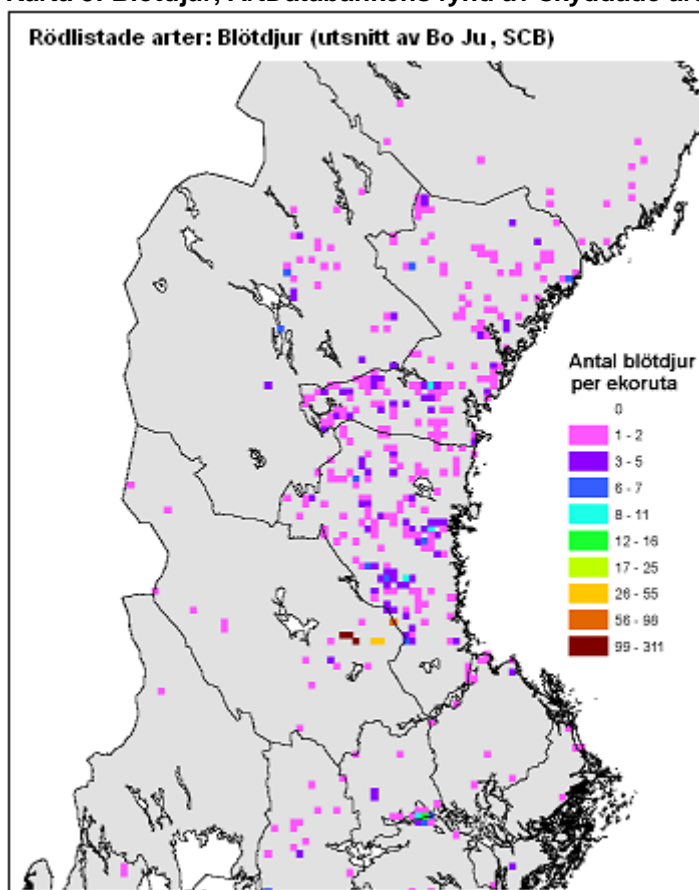 Rödlistade arter: Blötdjur (utsnitt av Bo Ju , SCB)
Antal blötdjur
per ekoruta
0
1 - 2
3 - 5
6 - 7
8 - 11
12 - 16
17 - 25
26 - 55
56 - 98
99 - 311